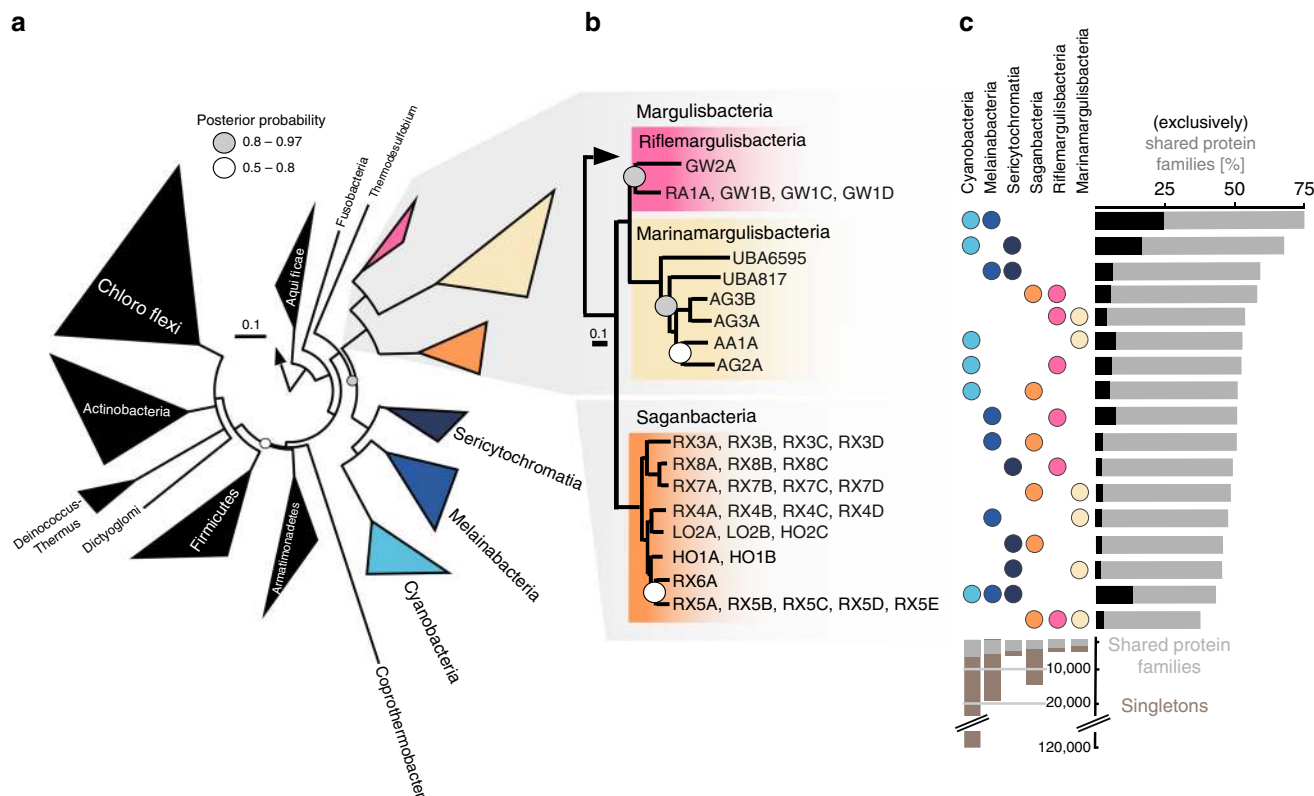 a
Posterior probability
0.8 – 0.97
0.5 – 0.8
Fusobacteria
Thermodesulfobium
Aqui ficae
Chloro flexi
0.1
Actinobacteria
Deinococcus-
Thermus
Dictyoglomi
Firmicutes
Armatimonadetes
Sericytochromatia
Melainabacteria
Cyanobacteria
Coprothermobacter
b
Margulisbacteria
Riflemargulisbacteria
GW2A
RA1A, GW1B, GW1C, GW1D
Marinamargulisbacteria
UBA6595
UBA817
AG3B
AG3A
AA1A
AG2A
0.1
Saganbacteria
RX3A, RX3B, RX3C, RX3D
RX8A, RX8B, RX8C
RX7A, RX7B, RX7C, RX7D
RX4A, RX4B, RX4C, RX4D
LO2A, LO2B, HO2C
HO1A, HO1B
RX6A
RX5A, RX5B, RX5C, RX5D, RX5E
c
Cyanobacteria
Melainabacteria
Sericytochromatia
Saganbacteria
Riflemargulisbacteria
Marinamargulisbacteria
(exclusively)
shared protein
families [%]
25 50 75
Shared protein
families
10,000
20,000
Singletons
120,000